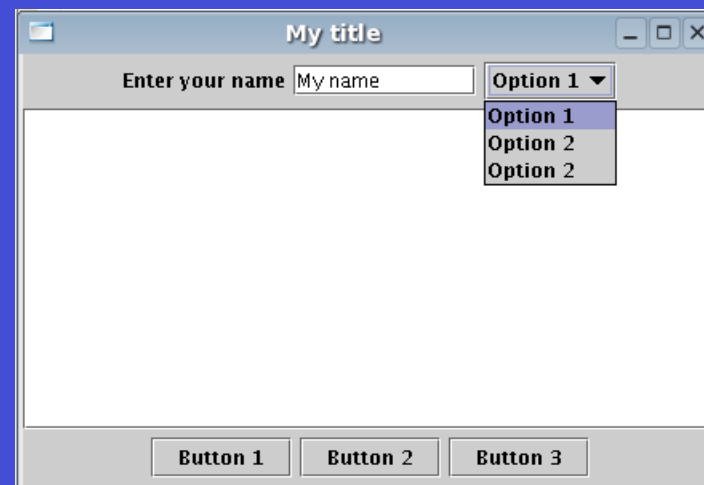 My title
Enter your name My name Option 1
Option 1
Option 2
Option 2
Button 1 Button 2 Button 3